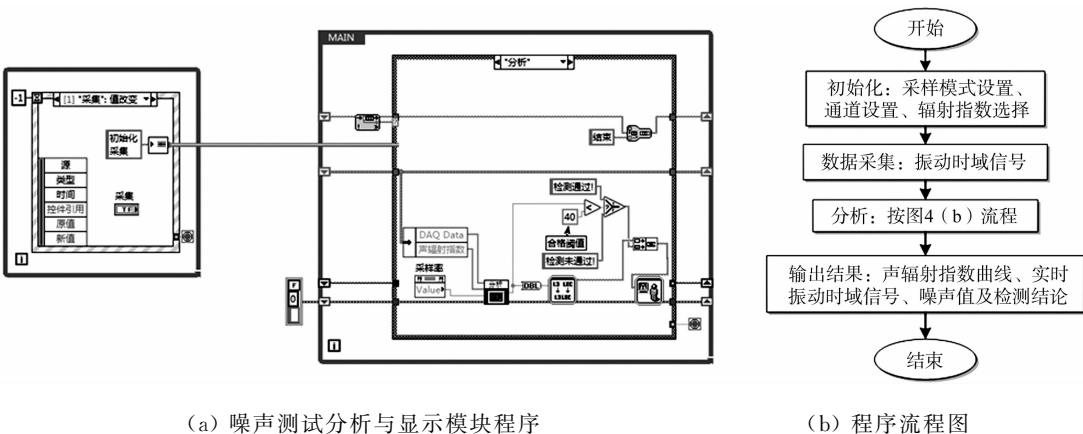 -1
[1] "采集": 值改变
初始化
采集
源
类型
时间
控件引用
原值
新值
采集
TF
i
MAIN
"分析"
结束
检测通过!
40
<
?
合格阈值
检测未通过!
DAQ Data
声辐射指数
采样率
Value
分析
DBL
F
0
i
开始
初始化：采样模式设置、
通道设置、辐射指数选择
数据采集：振动时域信号
分析：按图4（b）流程
输出结果：声辐射指数曲线、实时
振动时域信号、噪声值及检测结论
结束
（a）噪声测试分析与显示模块程序
（b）程序流程图